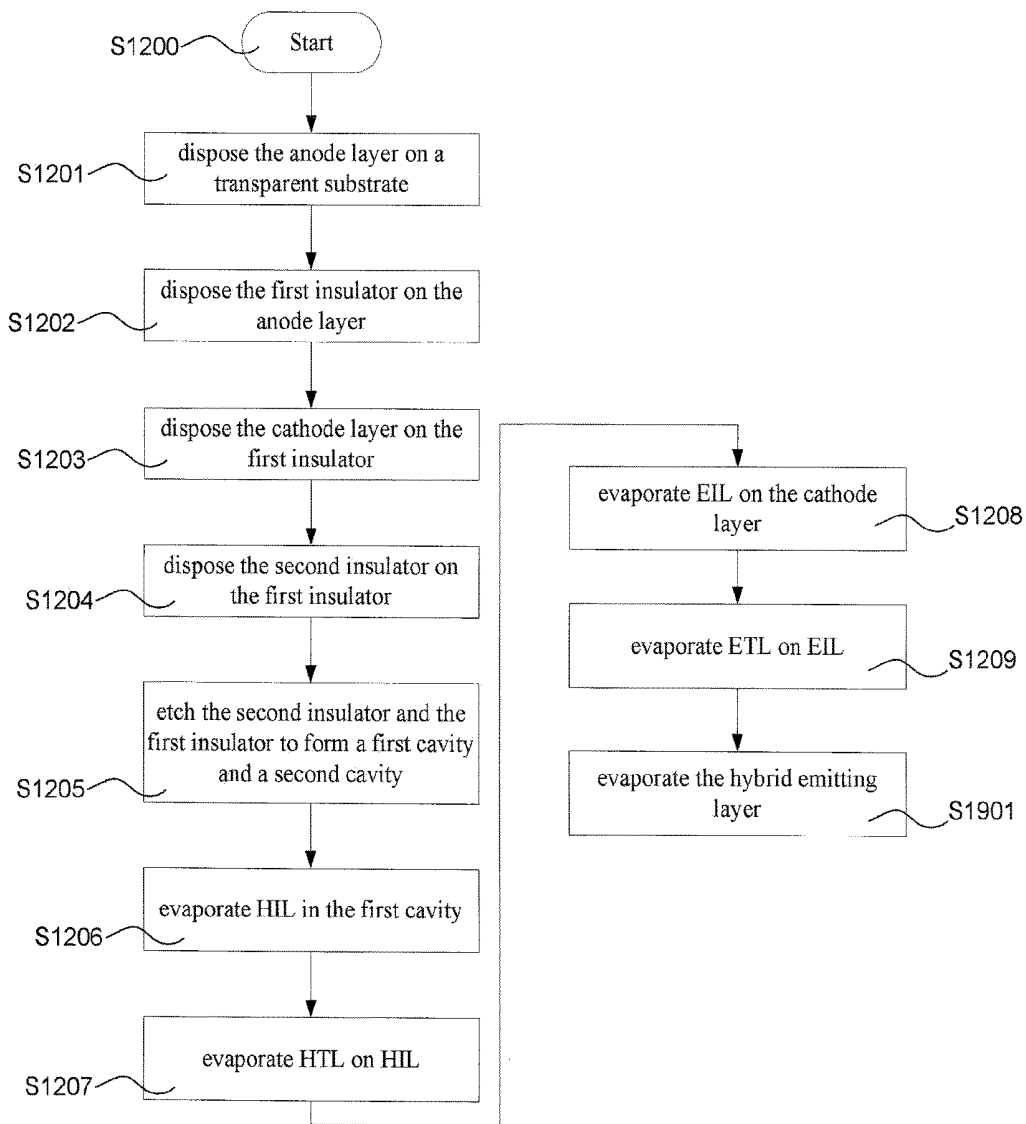 S1200
Start
S1201
dispose the anode layer on a
transparent substrate
S1202
dispose the first insulator on the
anode layer
S1203
dispose the cathode layer on the
first insulator
S1204
dispose the second insulator on
the first insulator
S1205
etch the second insulator and the
first insulator to form a first cavity
and a second cavity
S1206
evaporate HIL in the first cavity
S1207
evaporate HTL on HIL
evaporate EIL on the cathode
layer
S1208
evaporate ETL on EIL
S1209
evaporate the hybrid emitting
layer
S1901